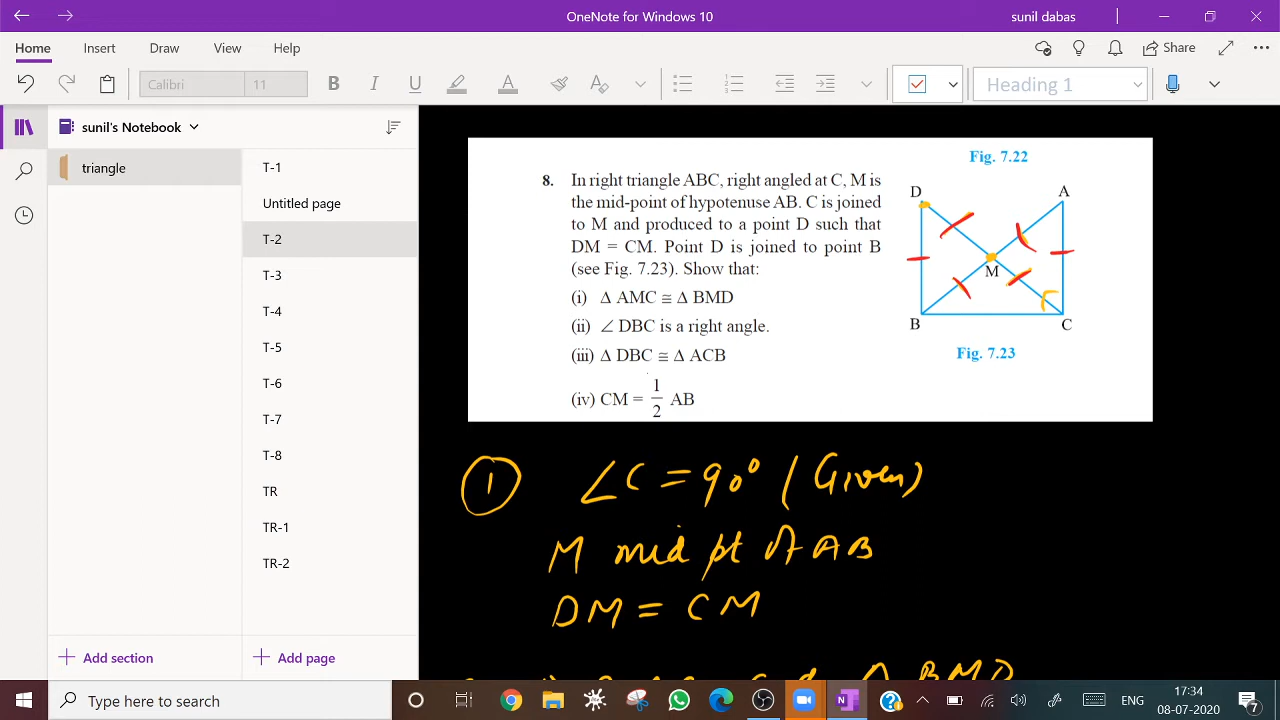 OneNote for Windows 10
sunil dabas
Home Insert Draw View Help
Share
Calibri 11 B I U A A Heading 1
sunil's Notebook
triangle
T-1
Untitled page
T-2
T-3
T-4
T-5
T-6
T-7
T-8
TR
TR-1
TR-2
Add section
Add page
Fig. 7.22
8. In right triangle ABC, right angled at C, M is
the mid-point of hypotenuse AB. C is joined
to M and produced to a point D such that
DM = CM. Point D is joined to point B
(see Fig. 7.23). Show that:
(i) Δ AMC ≅ Δ BMD
(ii) ∠ DBC is a right angle.
(iii) Δ DBC ≅ Δ ACB
(iv) CM = 1/2 AB
D A
M
B C
Fig. 7.23
① ∠C = 90° (Given)
M mid pt of AB
DM = CM
Δ BMD
Type here to search
ENG
17:34
08-07-2020
7